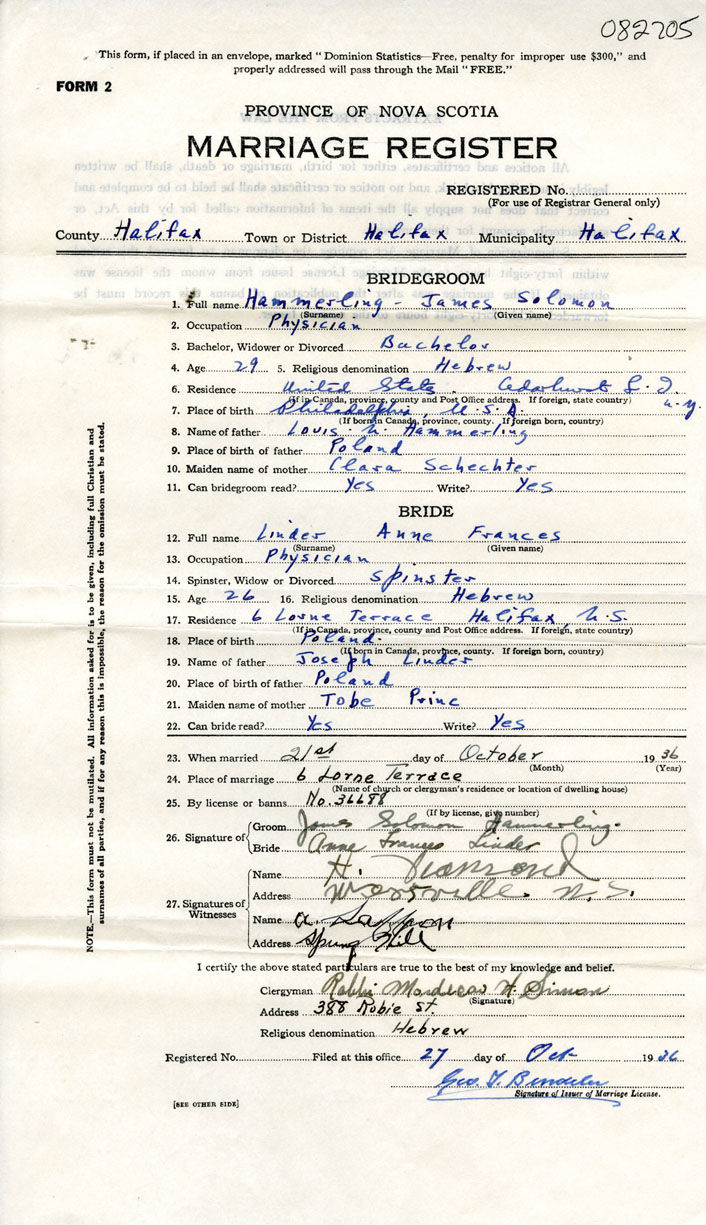 082705
This form, if placed in an envelope, marked "Dominion Statistics—Free, penalty for improper use $300," and
properly addressed will pass through the Mail "FREE."
FORM 2
PROVINCE OF NOVA SCOTIA
MARRIAGE REGISTER
REGISTERED No.
(For use of Registrar General only)
County Halifax Town or District Halifax Municipality Halifax
BRIDEGROOM
1. Full name Hammerling - James Solomon
(Surname) (Given name)
2. Occupation Physician
3. Bachelor, Widower or Divorced Bachelor
4. Age 29 5. Religious denomination Hebrew
6. Residence United States Cedarhurst L. I. N.Y.
(If in Canada, province, county and Post Office address. If foreign, state country)
7. Place of birth Philadelphia, U.S.A.
(If born in Canada, province, county. If foreign born, country)
8. Name of father Louis N. Hammerling
9. Place of birth of father Poland
10. Maiden name of mother Clara Schechter
11. Can bridegroom read? Yes Write? Yes
BRIDE
12. Full name Linder Anne Frances
(Surname) (Given name)
13. Occupation Physician
14. Spinster, Widow or Divorced Spinster
15. Age 26 16. Religious denomination Hebrew
17. Residence 6 Lorne Terrace Halifax, N.S.
(If in Canada, province, county and Post Office address. If foreign, state country)
18. Place of birth Poland.
(If born in Canada, province, county. If foreign born, country)
19. Name of father Joseph Linder
20. Place of birth of father Poland
21. Maiden name of mother Tobe Princ
22. Can bride read? Yes Write? Yes
23. When married 21st day of October 1936
(Month) (Year)
24. Place of marriage 6 Lorne Terrace
(Name of church or clergyman's residence or location of dwelling house)
25. By license or banns No. 36688
(If by license, give number)
26. Signature of Groom James Solomon Hammerling.
Bride Anne Frances Linder
27. Signatures of Witnesses
Name H. Diamond
Address N.S.
Name a.
Address Spring Hill
I certify the above stated particulars are true to the best of my knowledge and belief.
Clergyman Rabbi H. Simon
(Signature)
Address 388 Robie St.
Religious denomination Hebrew
Registered No. Filed at this office 27 day of Oct 1936
Geo. T.
Signature of Issuer of Marriage License.
[SEE OTHER SIDE]
NOTE.—This form must not be mutilated. All information asked for is to be given, including full Christian and
surnames of all parties, and if for any reason this is impossible, the reason for the omission must be stated.